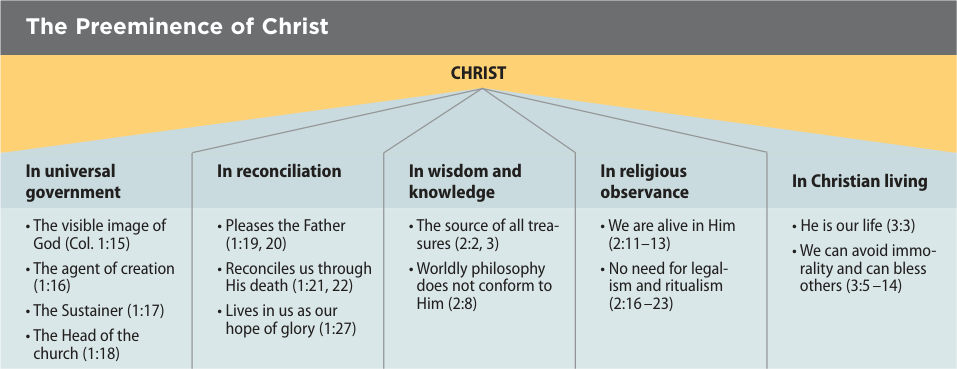 The Preeminence of Christ
CHRIST
In universal
government
• The visible image of
God (Col. 1:15)
• The agent of creation
(1:16)
• The Sustainer (1:17)
• The Head of the
church (1:18)
In reconciliation
• Pleases the Father
(1:19, 20)
• Reconciles us through
His death (1:21, 22)
• Lives in us as our
hope of glory (1:27)
In wisdom and
knowledge
• The source of all trea-
sures (2:2, 3)
• Worldly philosophy
does not conform to
Him (2:8)
In religious
observance
• We are alive in Him
(2:11–13)
• No need for legal-
ism and ritualism
(2:16–23)
In Christian living
• He is our life (3:3)
• We can avoid immo-
rality and can bless
others (3:5–14)